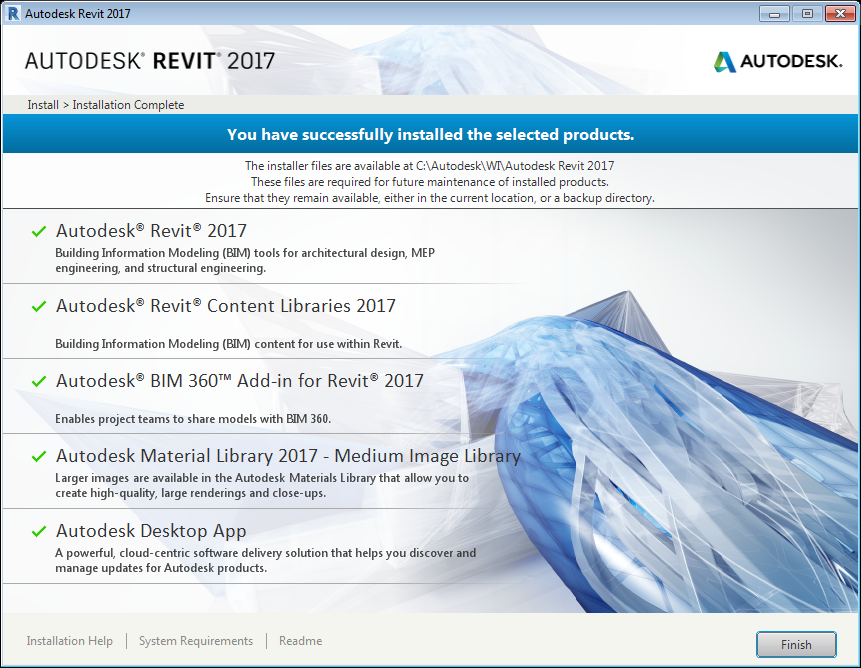 Autodesk Revit 2017
AUTODESK® REVIT® 2017
AUTODESK.
Install > Installation Complete
You have successfully installed the selected products.
The installer files are available at C:\Autodesk\WI\Autodesk Revit 2017
These files are required for future maintenance of installed products.
Ensure that they remain available, either in the current location, or a backup directory.
Autodesk® Revit® 2017
Building Information Modeling (BIM) tools for architectural design, MEP
engineering, and structural engineering.
Autodesk® Revit® Content Libraries 2017
Building Information Modeling (BIM) content for use within Revit.
Autodesk® BIM 360™ Add-in for Revit® 2017
Enables project teams to share models with BIM 360.
Autodesk Material Library 2017 - Medium Image Library
Larger images are available in the Autodesk Materials Library that allow you to
create high-quality, large renderings and close-ups.
Autodesk Desktop App
A powerful, cloud-centric software delivery solution that helps you discover and
manage updates for Autodesk products.
Installation Help | System Requirements | Readme
Finish